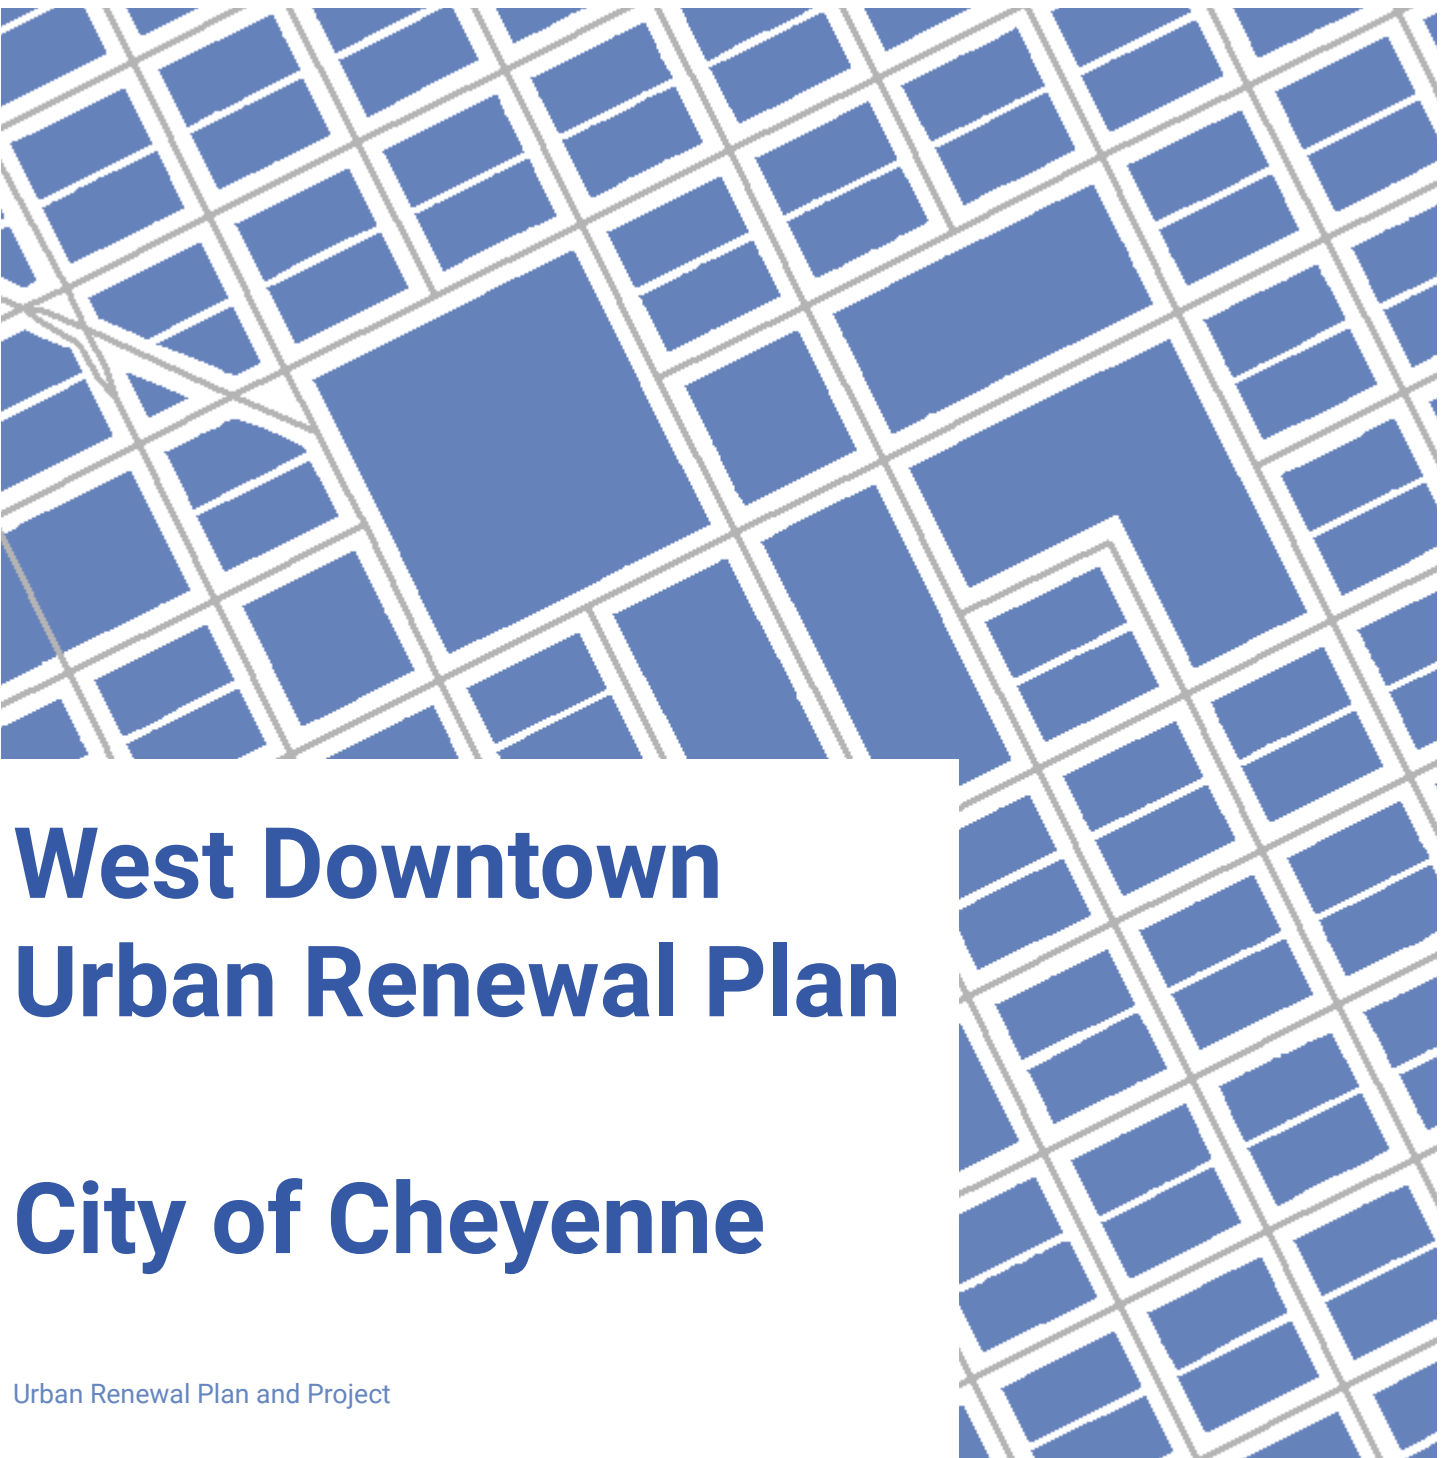 West Downtown
Urban Renewal Plan
City of Cheyenne
Urban Renewal Plan and Project